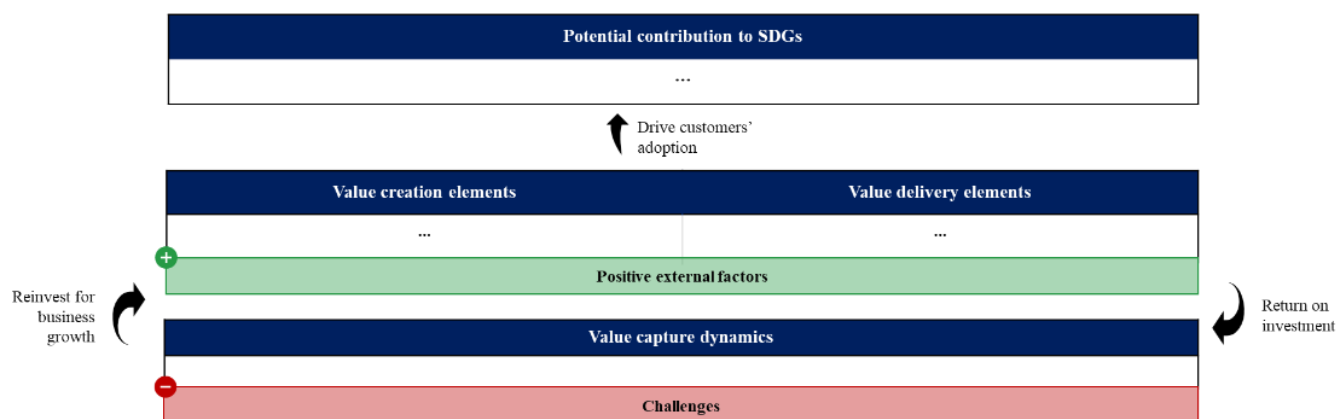 Potential contribution to SDGs
...
Drive customers'
adoption
Value creation elements
Value delivery elements
...
...
+
Positive external factors
Reinvest for
business
growth
Return on
investment
Value capture dynamics
−
Challenges